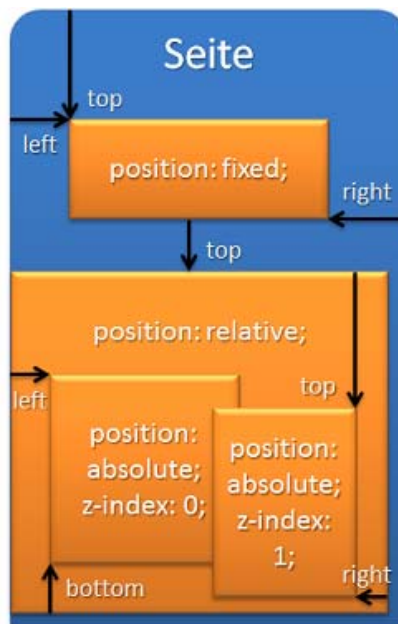 Seite
top
left
position: fixed;
right
top
position: relative;
top
left
position:
absolute;
z-index: 0;
position:
absolute;
z-index:
1;
bottom
right